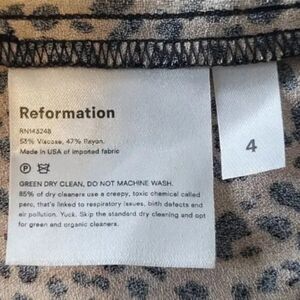 Reformation
RN143248
53% Viscose, 47% Rayon.
Made in USA of imported fabric
P
GREEN DRY CLEAN, DO NOT MACHINE WASH.
85% of dry cleaners use a creepy, toxic chemical called
perc, that's linked to respiratory issues, birth defects and
air pollution. Yuck. Skip the standard dry cleaning and opt
for green and organic cleaners.
4